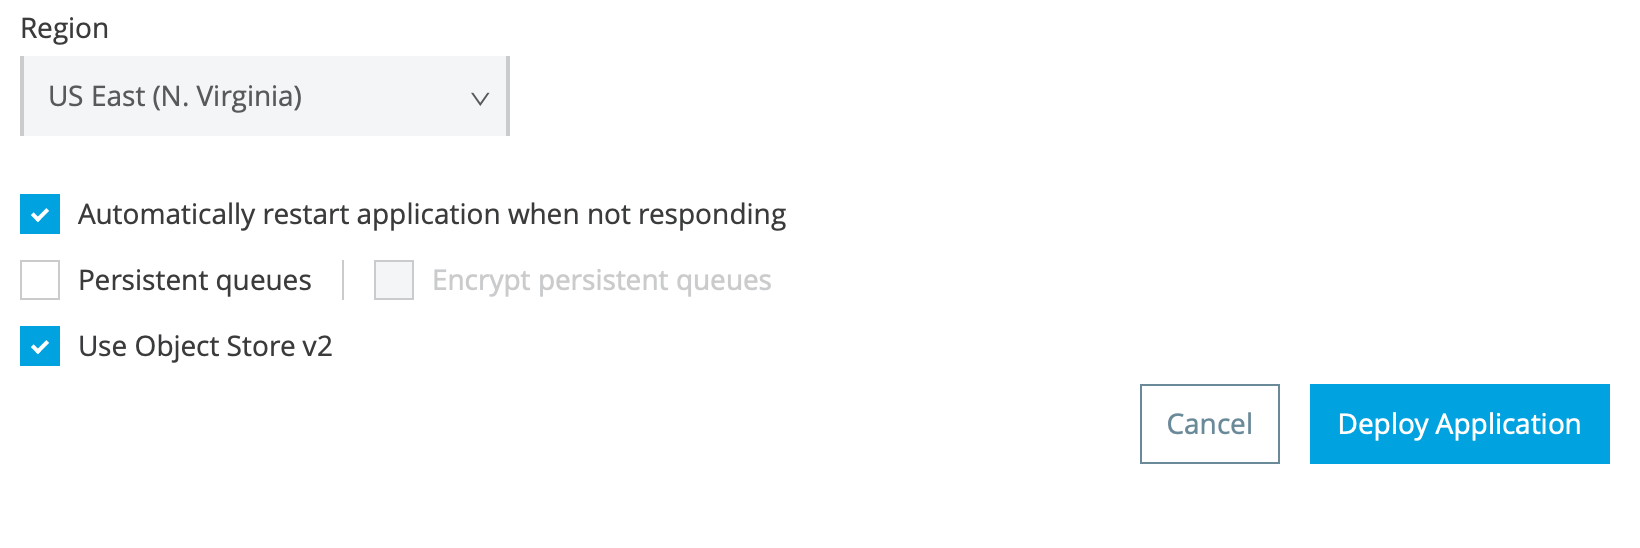 Region
US East (N. Virginia)
Automatically restart application when not responding
Persistent queues
Encrypt persistent queues
Use Object Store v2
Cancel
Deploy Application